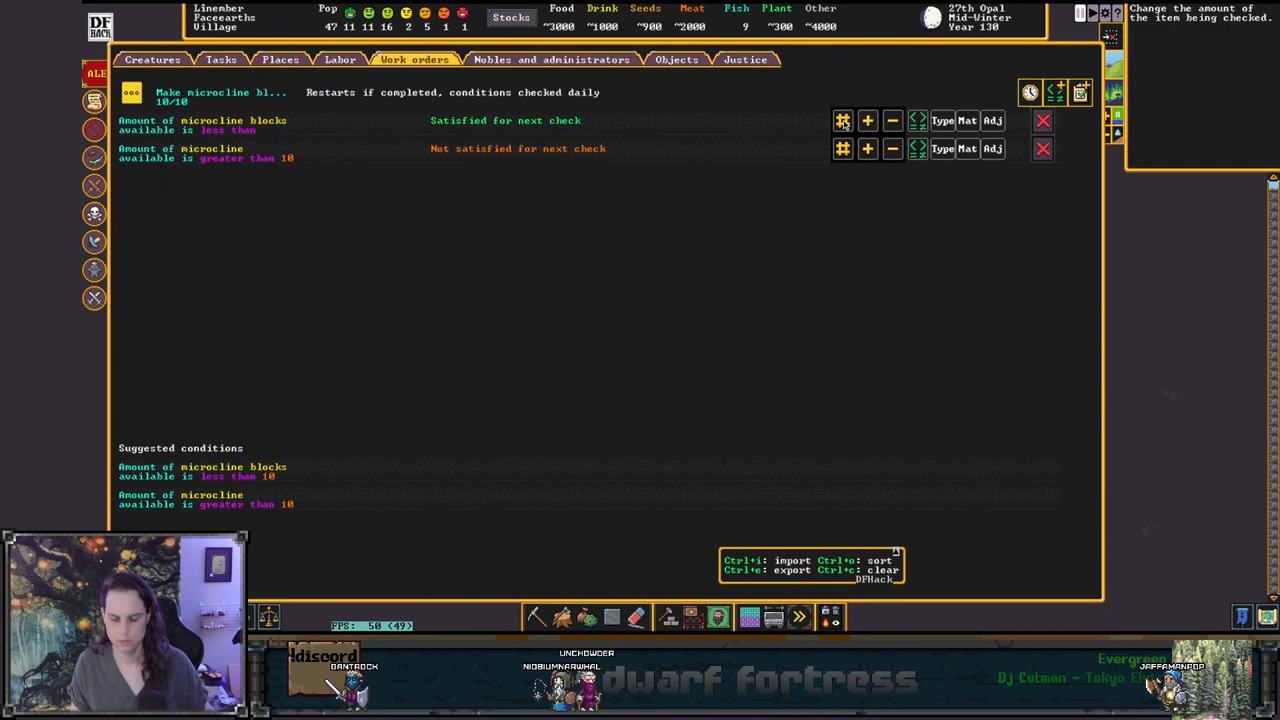 DF
HACK
Linember
Faceearths
Village
Pop
47 11 11 16 2 5 1 1
Stocks
Food Drink Seeds Meat Fish Plant Other
~3000 ~1000 ~900 ~2000 9 ~300 ~4000
27th Opal
Mid-Winter
Year 130
Change the amount of
the item being checked.
ALE
Creatures Tasks Places Labor Work orders Nobles and administrators Objects Justice
Make microcline bl... Restarts if completed, conditions checked daily
10/10
Amount of microcline blocks Satisfied for next check Type Mat Adj
available is less than
Amount of microcline Not satisfied for next check Type Mat Adj
available is greater than 10
Suggested conditions
Amount of microcline blocks
available is less than 10
Amount of microcline
available is greater than 10
Ctrl+i: import Ctrl+o: sort
Ctrl+e: export Ctrl+c: clear
DFHack
FPS: 50 (49)
!discord
GANTROCK
UNCHOWDER
NIOBIUMNARWHAL
dwarf fortress
Evergreen
Dj Cutman - Tokyo
JAFFAMANPOP